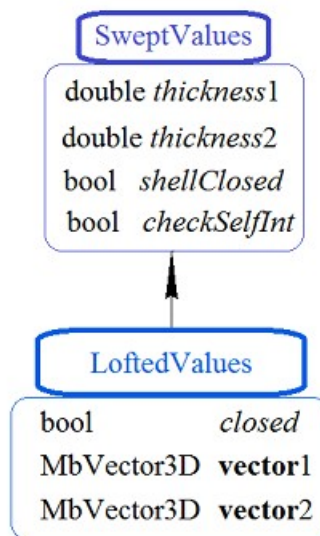 SweptValues
double thickness1
double thickness2
bool shellClosed
bool checkSelfInt
LoftedValues
bool closed
MbVector3D vector1
MbVector3D vector2